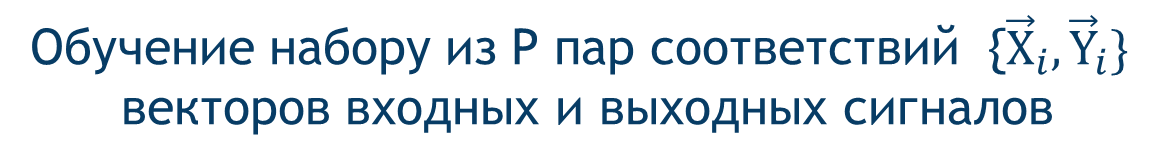 Обучение набору из P пар соответствий {X⃗ᵢ, Y⃗ᵢ}
векторов входных и выходных сигналов